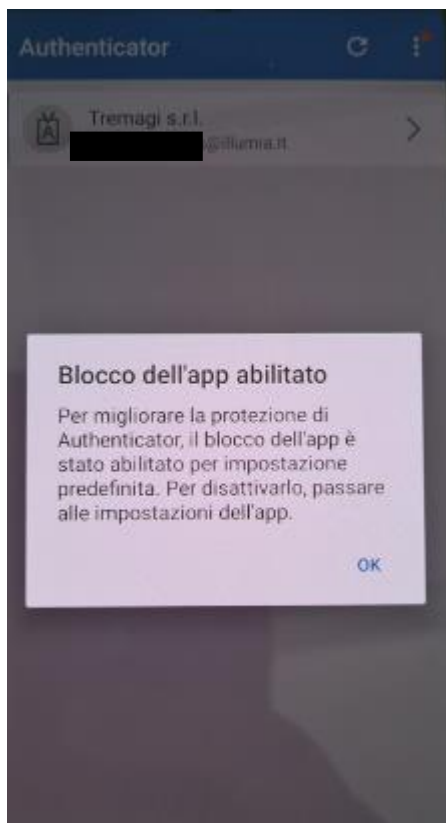 Authenticator
Tremagi s.r.l.
@illumia.it
Blocco dell'app abilitato
Per migliorare la protezione di
Authenticator, il blocco dell'app è
stato abilitato per impostazione
predefinita. Per disattivarlo, passare
alle impostazioni dell'app.
OK